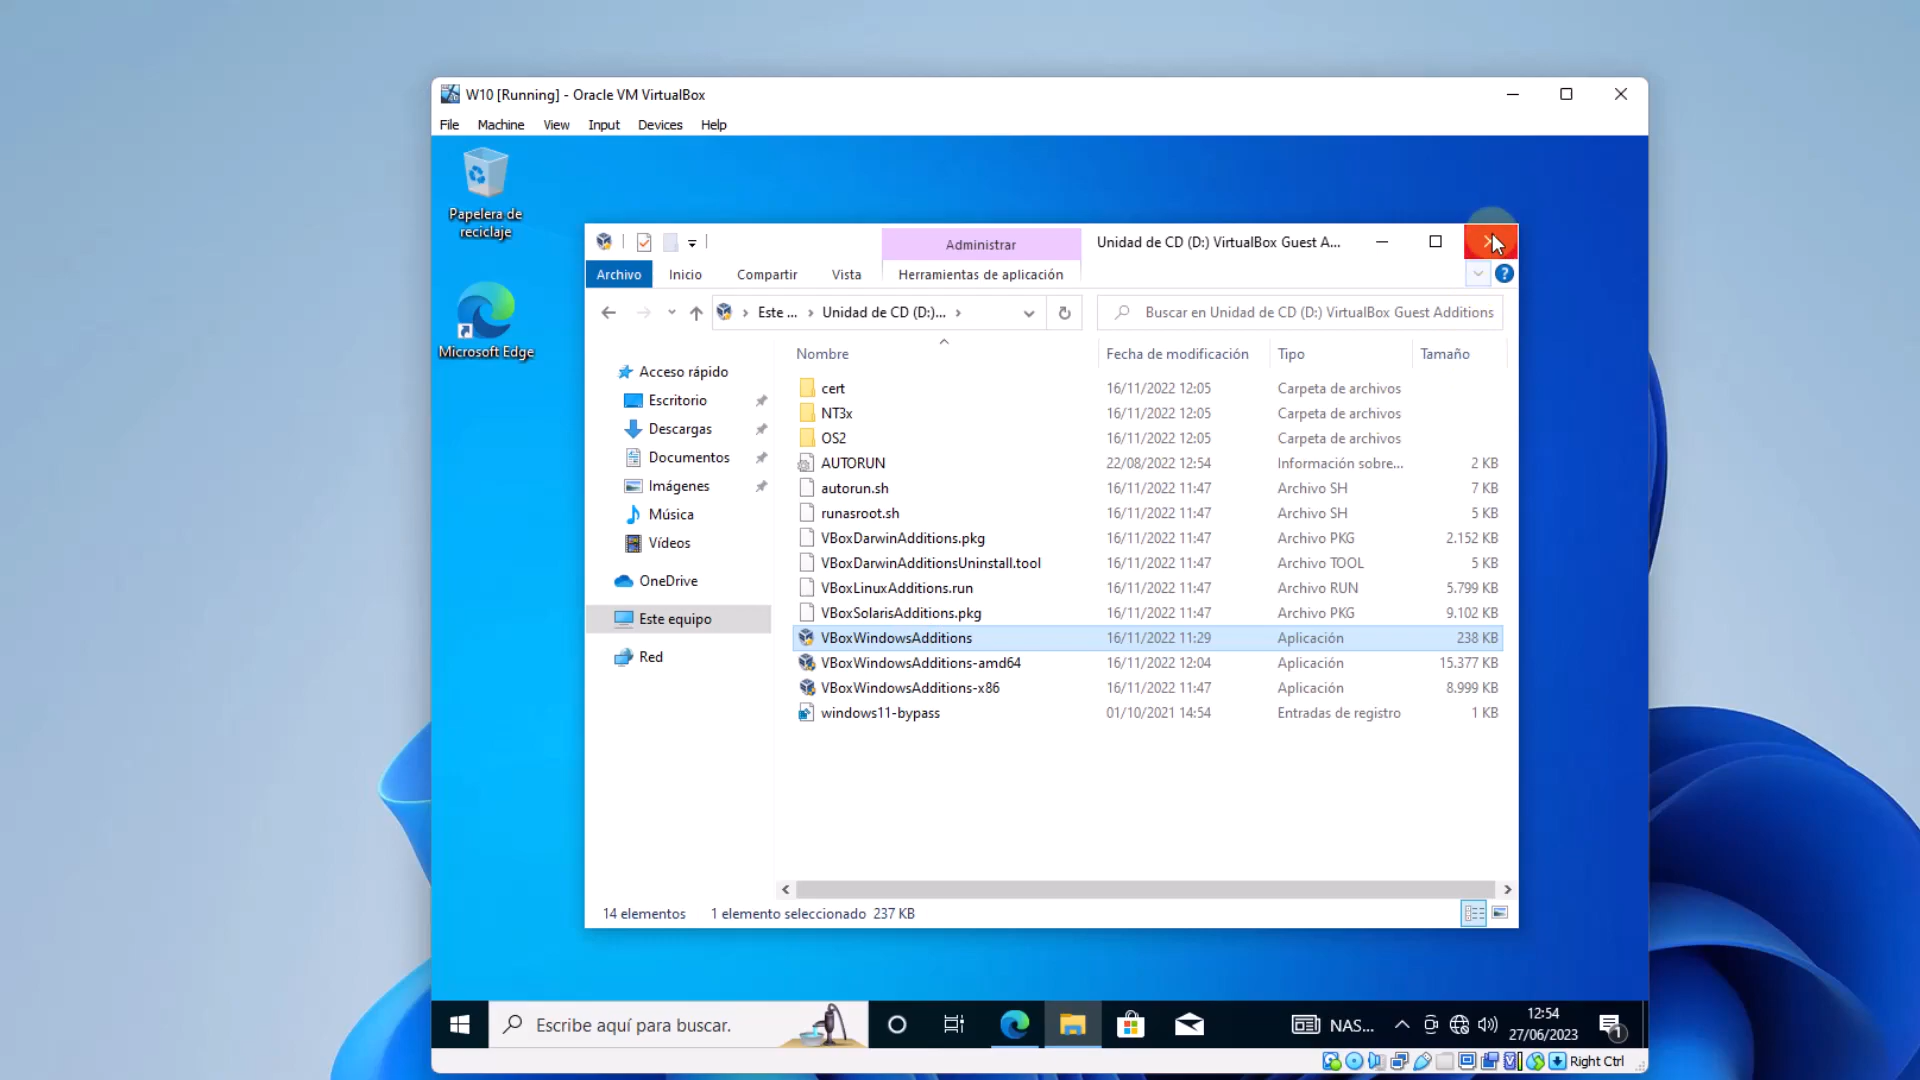 W10 [Running] - Oracle VM VirtualBox
File Machine View Input Devices Help
Papelera de
reciclaje
Microsoft Edge
Administrar
Unidad de CD (D:) VirtualBox Guest A...
Archivo Inicio Compartir Vista Herramientas de aplicación
Este ... Unidad de CD (D:)...
Buscar en Unidad de CD (D:) VirtualBox Guest Additions
Nombre Fecha de modificación Tipo Tamaño
Acceso rápido
Escritorio
Descargas
Documentos
Imágenes
Música
Vídeos
OneDrive
Este equipo
Red
cert 16/11/2022 12:05 Carpeta de archivos
NT3x 16/11/2022 12:05 Carpeta de archivos
OS2 16/11/2022 12:05 Carpeta de archivos
AUTORUN 22/08/2022 12:54 Información sobre... 2 KB
autorun.sh 16/11/2022 11:47 Archivo SH 7 KB
runasroot.sh 16/11/2022 11:47 Archivo SH 5 KB
VBoxDarwinAdditions.pkg 16/11/2022 11:47 Archivo PKG 2.152 KB
VBoxDarwinAdditionsUninstall.tool 16/11/2022 11:47 Archivo TOOL 5 KB
VBoxLinuxAdditions.run 16/11/2022 11:47 Archivo RUN 5.799 KB
VBoxSolarisAdditions.pkg 16/11/2022 11:47 Archivo PKG 9.102 KB
VBoxWindowsAdditions 16/11/2022 11:29 Aplicación 238 KB
VBoxWindowsAdditions-amd64 16/11/2022 12:04 Aplicación 15.377 KB
VBoxWindowsAdditions-x86 16/11/2022 11:47 Aplicación 8.999 KB
windows11-bypass 01/10/2021 14:54 Entradas de registro 1 KB
14 elementos 1 elemento seleccionado 237 KB
Escribe aquí para buscar.
NAS...
12:54
27/06/2023
1
Right Ctrl